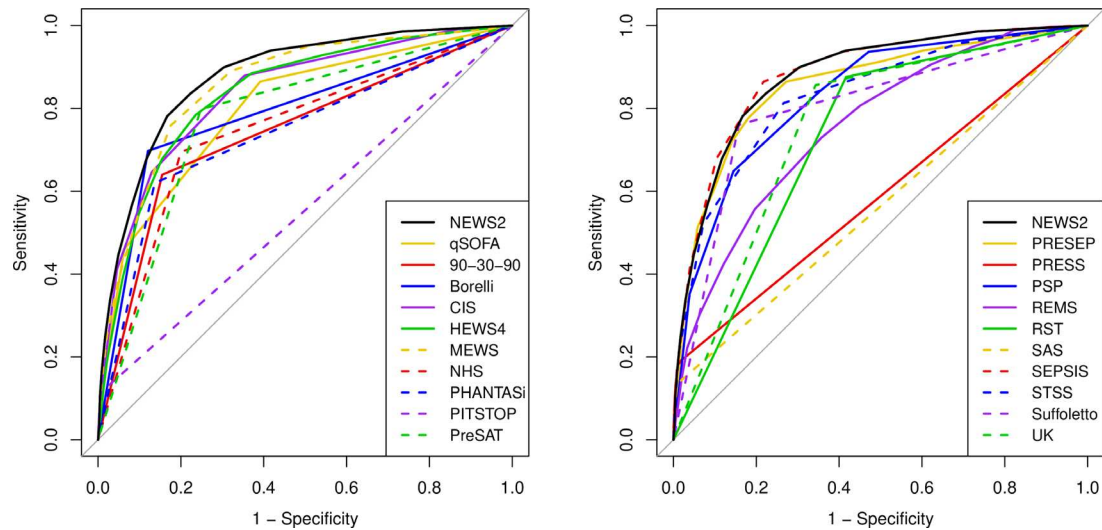 1.0
0.8
0.6
0.4
0.2
0.0
Sensitivity
NEWS2
qSOFA
90−30−90
Borelli
CIS
HEWS4
MEWS
NHS
PHANTASi
PITSTOP
PreSAT
0.0 0.2 0.4 0.6 0.8 1.0
1 − Specificity
1.0
0.8
0.6
0.4
0.2
0.0
Sensitivity
NEWS2
PRESEP
PRESS
PSP
REMS
RST
SAS
SEPSIS
STSS
Suffoletto
UK
0.0 0.2 0.4 0.6 0.8 1.0
1 − Specificity